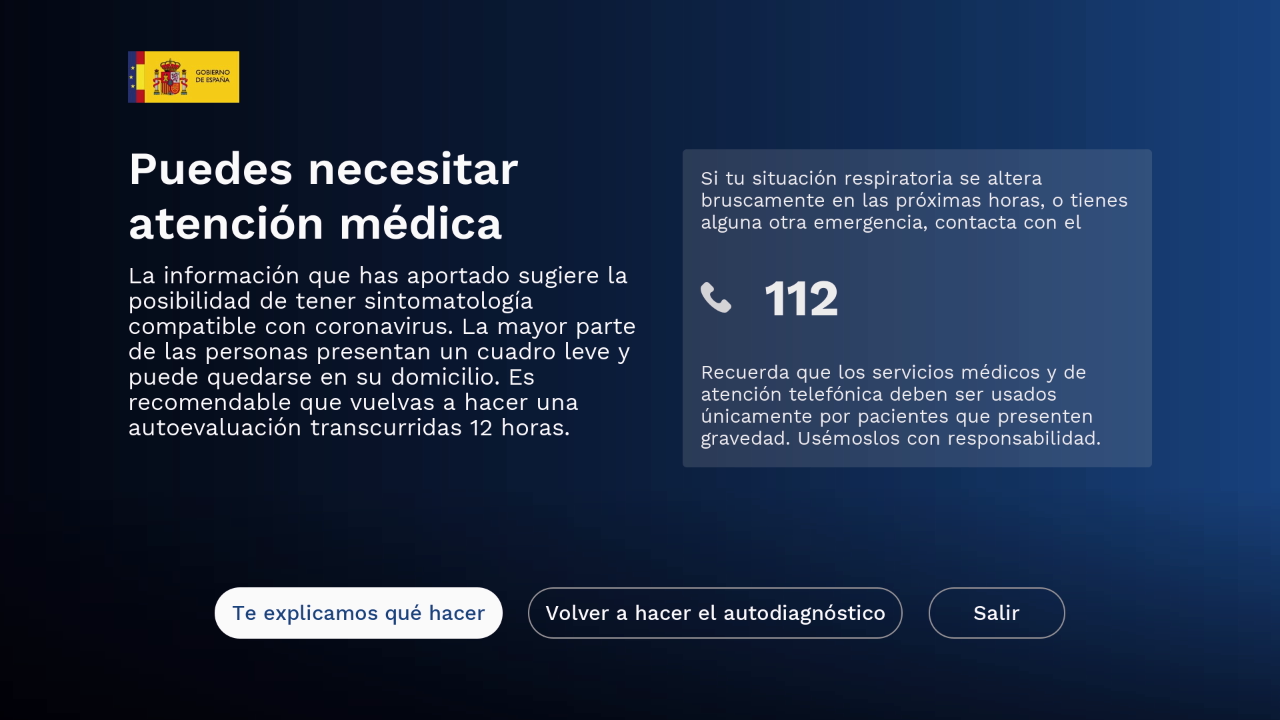 GOBIERNO
DE ESPAÑA
Puedes necesitar
atención médica
La información que has aportado sugiere la
posibilidad de tener sintomatología
compatible con coronavirus. La mayor parte
de las personas presentan un cuadro leve y
puede quedarse en su domicilio. Es
recomendable que vuelvas a hacer una
autoevaluación transcurridas 12 horas.
Si tu situación respiratoria se altera
bruscamente en las próximas horas, o tienes
alguna otra emergencia, contacta con el
112
Recuerda que los servicios médicos y de
atención telefónica deben ser usados
únicamente por pacientes que presenten
gravedad. Usémoslos con responsabilidad.
Te explicamos qué hacer
Volver a hacer el autodiagnóstico
Salir